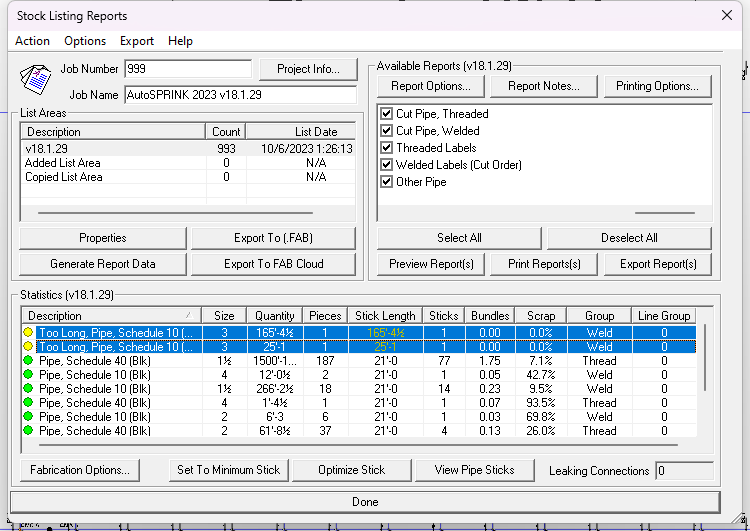 Stock Listing Reports
Action Options Export Help
Job Number 999 Project Info...
Job Name AutoSPRINK 2023 v18.1.29
Available Reports (v18.1.29)
Report Options... Report Notes... Printing Options...
Cut Pipe, Threaded
Cut Pipe, Welded
Threaded Labels
Welded Labels (Cut Order)
Other Pipe
List Areas
Description Count List Date
v18.1.29 993 10/6/2023 1:26:13
Added List Area 0 N/A
Copied List Area 0 N/A
Properties Export To (.FAB) Select All Deselect All
Generate Report Data Export To FAB Cloud Preview Report(s) Print Reports(s) Export Report(s)
Statistics (v18.1.29)
Description Size Quantity Pieces Stick Length Sticks Bundles Scrap Group Line Group
Too Long, Pipe, Schedule 10 (... 3 165'-4½ 1 165'-4½ 1 0.00 0.0% Weld 0
Too Long, Pipe, Schedule 10 (... 3 25'-1 1 25'-1 1 0.00 0.0% Weld 0
Pipe, Schedule 40 (Blk) 1½ 1500'-1... 187 21'-0 77 1.75 7.1% Thread 0
Pipe, Schedule 10 (Blk) 4 12'-0½ 2 21'-0 1 0.05 42.7% Weld 0
Pipe, Schedule 10 (Blk) 1½ 266'-2½ 18 21'-0 14 0.23 9.5% Weld 0
Pipe, Schedule 40 (Blk) 4 1'-4½ 1 21'-0 1 0.07 93.5% Thread 0
Pipe, Schedule 10 (Blk) 2 6'-3 6 21'-0 1 0.03 69.8% Weld 0
Pipe, Schedule 40 (Blk) 2 61'-8½ 37 21'-0 4 0.13 26.0% Thread 0
Fabrication Options... Set To Minimum Stick Optimize Stick View Pipe Sticks Leaking Connections 0
Done